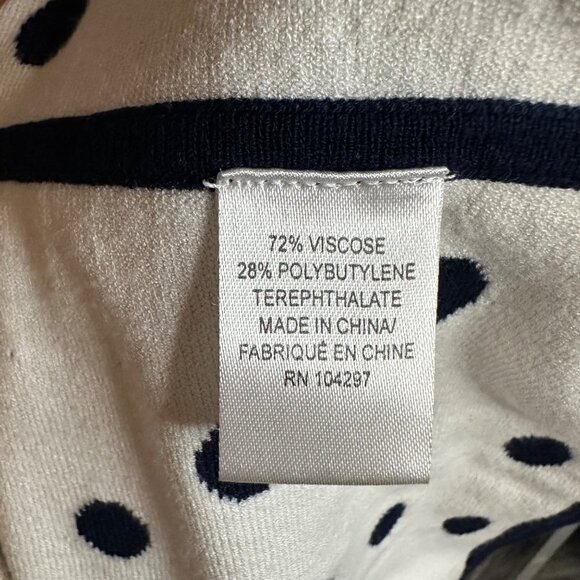 72% VISCOSE
28% POLYBUTYLENE
TEREPHTHALATE
MADE IN CHINA/
FABRIQUÉ EN CHINE
RN 104297